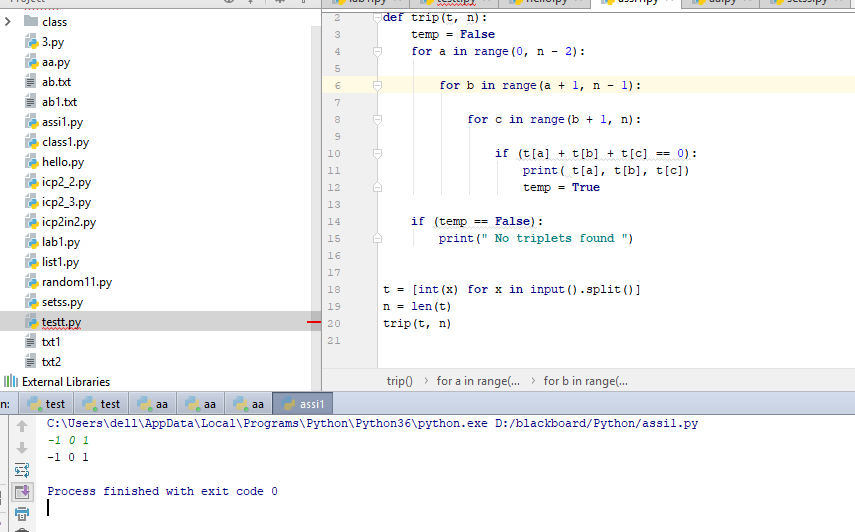 Project
class
3.py
aa.py
ab.txt
ab1.txt
assi1.py
class1.py
hello.py
icp2_2.py
icp2_3.py
icp2in2.py
lab1.py
list1.py
random11.py
setss.py
testt.py
txt1
txt2
External Libraries
lab1.py testt.py hello.py assi1.py aa.py setss.py
2 def trip(t, n):
3 temp = False
4 for a in range(0, n - 2):
5
6 for b in range(a + 1, n - 1):
7
8 for c in range(b + 1, n):
9
10 if (t[a] + t[b] + t[c] == 0):
11 print( t[a], t[b], t[c])
12 temp = True
13
14 if (temp == False):
15 print(" No triplets found ")
16
17
18 t = [int(x) for x in input().split()]
19 n = len(t)
20 trip(t, n)
21
trip() › for a in range(... › for b in range(...
n: test test aa aa aa assi1
C:\Users\dell\AppData\Local\Programs\Python\Python36\python.exe D:/blackboard/Python/assi1.py
-1 0 1
-1 0 1
Process finished with exit code 0